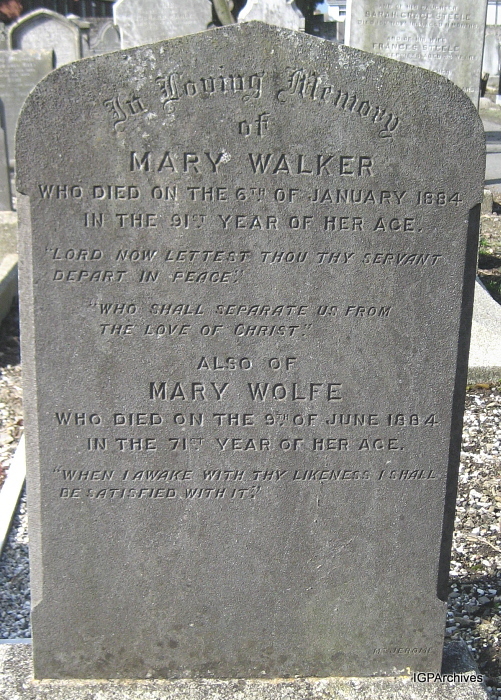 In Loving Memory
of
MARY WALKER
WHO DIED ON THE 6TH OF JANUARY 1884
IN THE 91ST YEAR OF HER AGE.
"LORD NOW LETTEST THOU THY SERVANT
DEPART IN PEACE."
"WHO SHALL SEPARATE US FROM
THE LOVE OF CHRIST."
ALSO OF
MARY WOLFE
WHO DIED ON THE 9TH OF JUNE 1884
IN THE 71ST YEAR OF HER AGE.
"WHEN I AWAKE WITH THY LIKENESS I SHALL
BE SATISFIED WITH IT."
IGPArchives
FRANCES STEELE